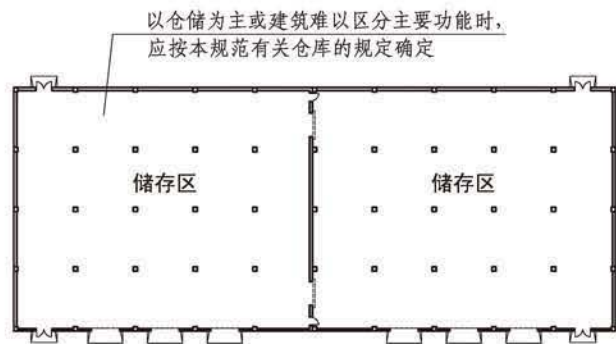 以仓储为主或建筑难以区分主要功能时,
应按本规范有关仓库的规定确定
储存区
储存区